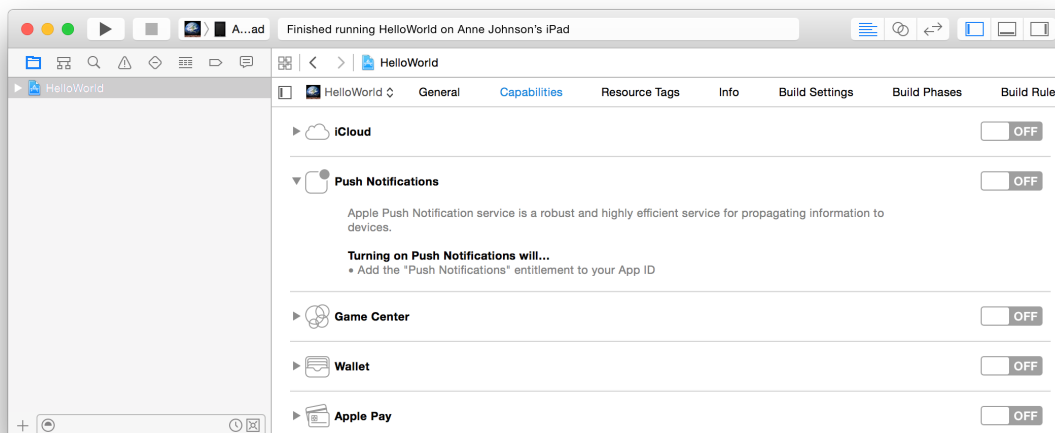 A...ad
Finished running HelloWorld on Anne Johnson's iPad
HelloWorld
HelloWorld
HelloWorld
General
Capabilities
Resource Tags
Info
Build Settings
Build Phases
Build Rule
iCloud
OFF
Push Notifications
OFF
Apple Push Notification service is a robust and highly efficient service for propagating information to
devices.
Turning on Push Notifications will...
• Add the "Push Notifications" entitlement to your App ID
Game Center
OFF
Wallet
OFF
Apple Pay
OFF